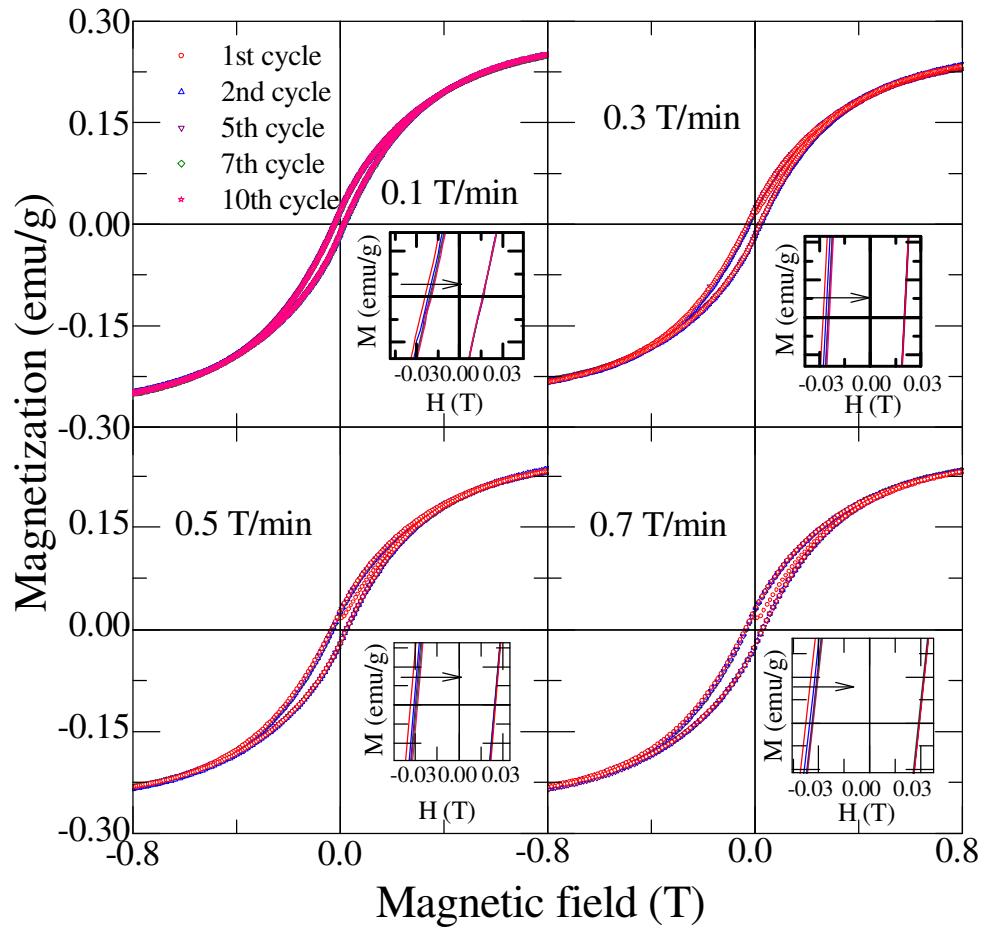 0.30
0.15
0.00
-0.15
-0.30
0.15
0.00
-0.15
-0.30
Magnetization (emu/g)
1st cycle
2nd cycle
5th cycle
7th cycle
10th cycle
0.1 T/min
M (emu/g)
-0.03 0.00 0.03
H (T)
0.3 T/min
M (emu/g)
-0.03 0.00 0.03
H (T)
0.5 T/min
M (emu/g)
-0.03 0.00 0.03
H (T)
0.7 T/min
M (emu/g)
-0.03 0.00 0.03
H (T)
-0.8 0.0 -0.8 0.0 0.8
Magnetic field (T)